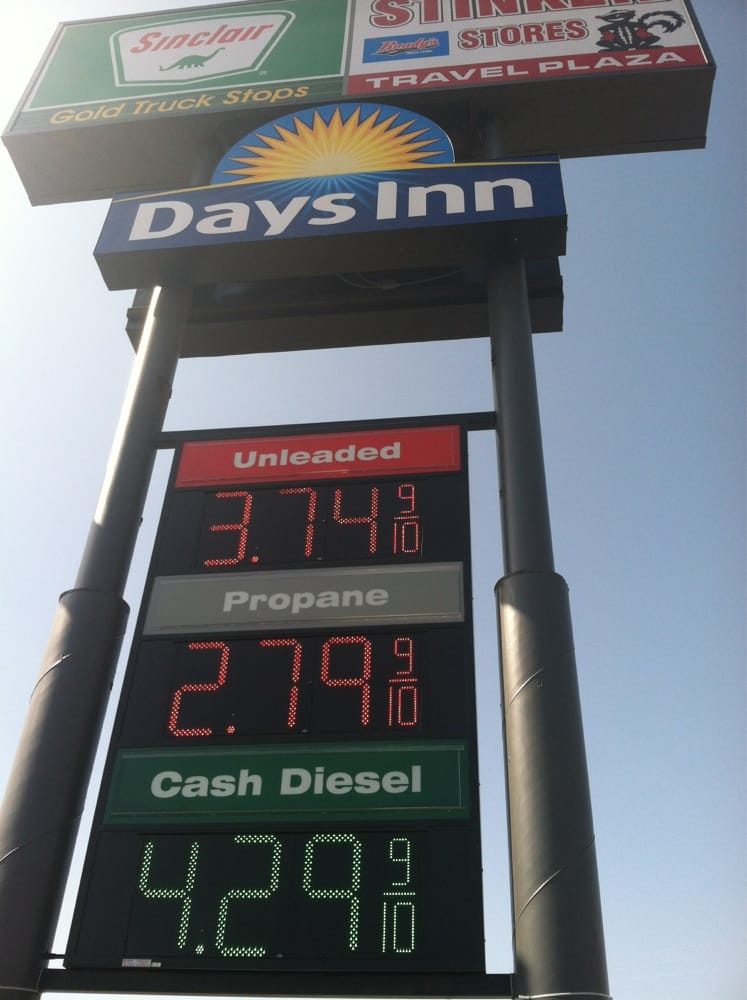 Sinclair
®
Gold Truck Stops
STINKER
STORES
TRAVEL PLAZA
Days Inn
Unleaded
3.74 9/10
Propane
2.79 9/10
Cash Diesel
4.29 9/10